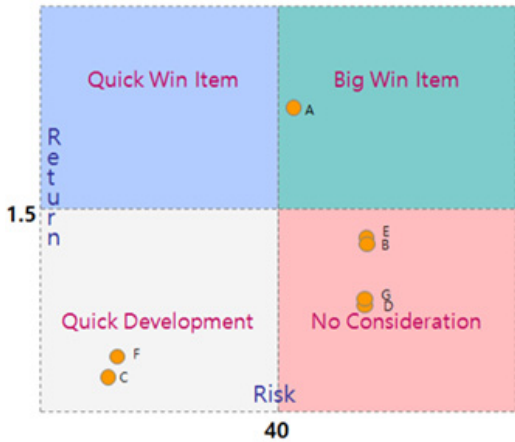 Quick Win Item
Big Win Item
A
Return
1.5
E
B
G
D
Quick Development
No Consideration
F
C
Risk
40